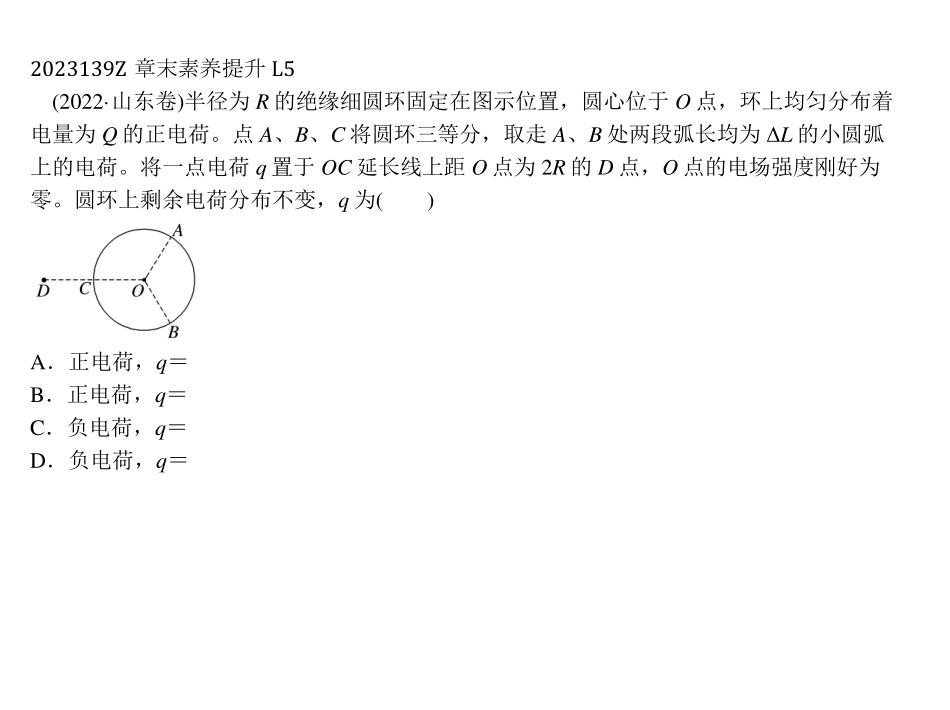 2023139Z 章末素养提升 L5
(2022·山东卷)半径为 R 的绝缘细圆环固定在图示位置，圆心位于 O 点，环上均匀分布着
电量为 Q 的正电荷。点 A、B、C 将圆环三等分，取走 A、B 处两段弧长均为 ΔL 的小圆弧
上的电荷。将一点电荷 q 置于 OC 延长线上距 O 点为 2R 的 D 点，O 点的电场强度刚好为
零。圆环上剩余电荷分布不变，q 为(　　)
A
D C O
B
A．正电荷，q＝
B．正电荷，q＝
C．负电荷，q＝
D．负电荷，q＝